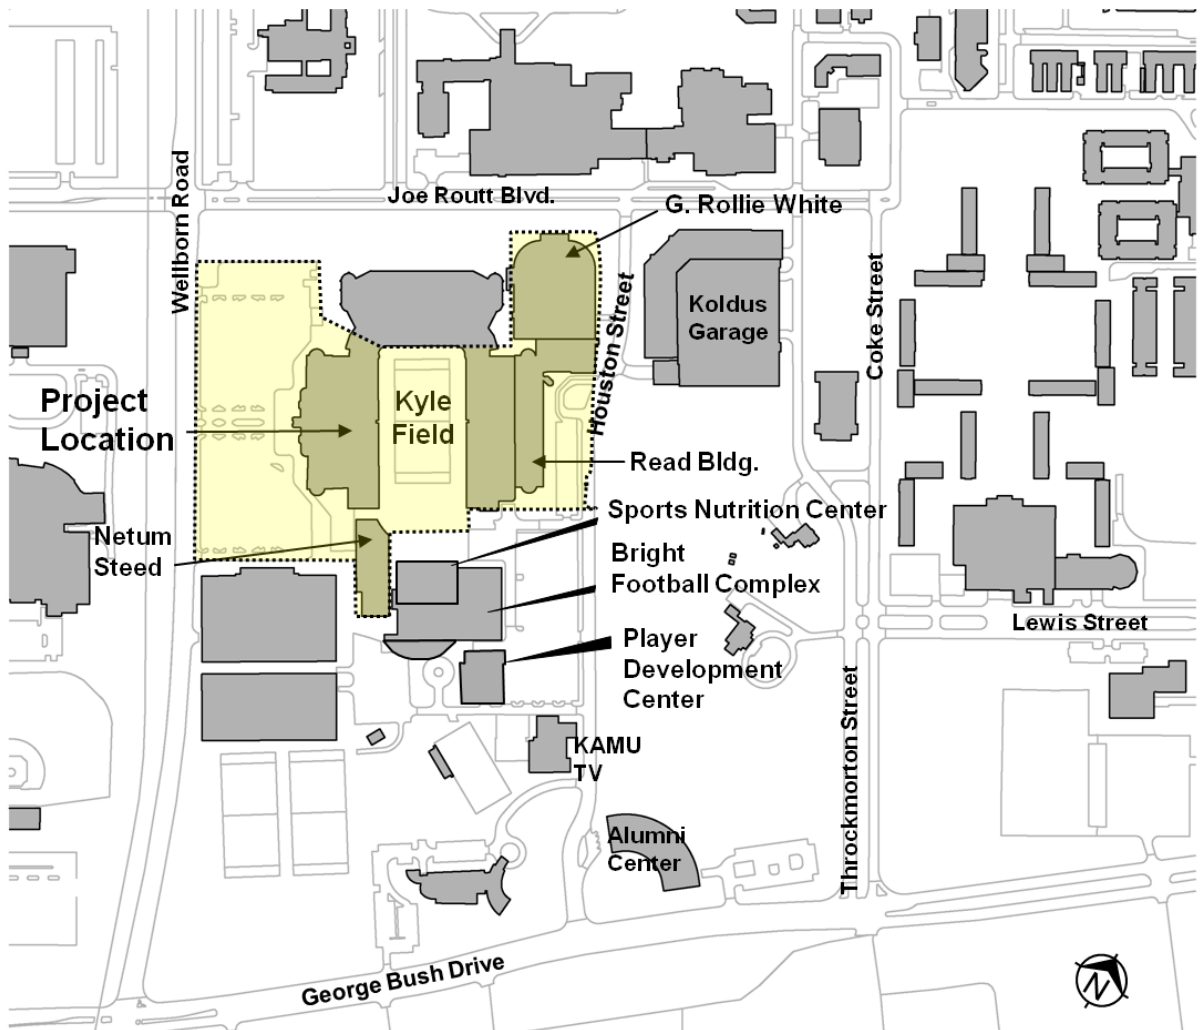 Wellborn Road
Joe Routt Blvd.
G. Rollie White
Houston Street
Koldus
Garage
Coke Street
Project
Location
Kyle
Field
Read Bldg.
Sports Nutrition Center
Netum
Steed
Bright
Football Complex
Lewis Street
Player
Development
Center
KAMU
TV
Throckmorton Street
Alumni
Center
George Bush Drive
N